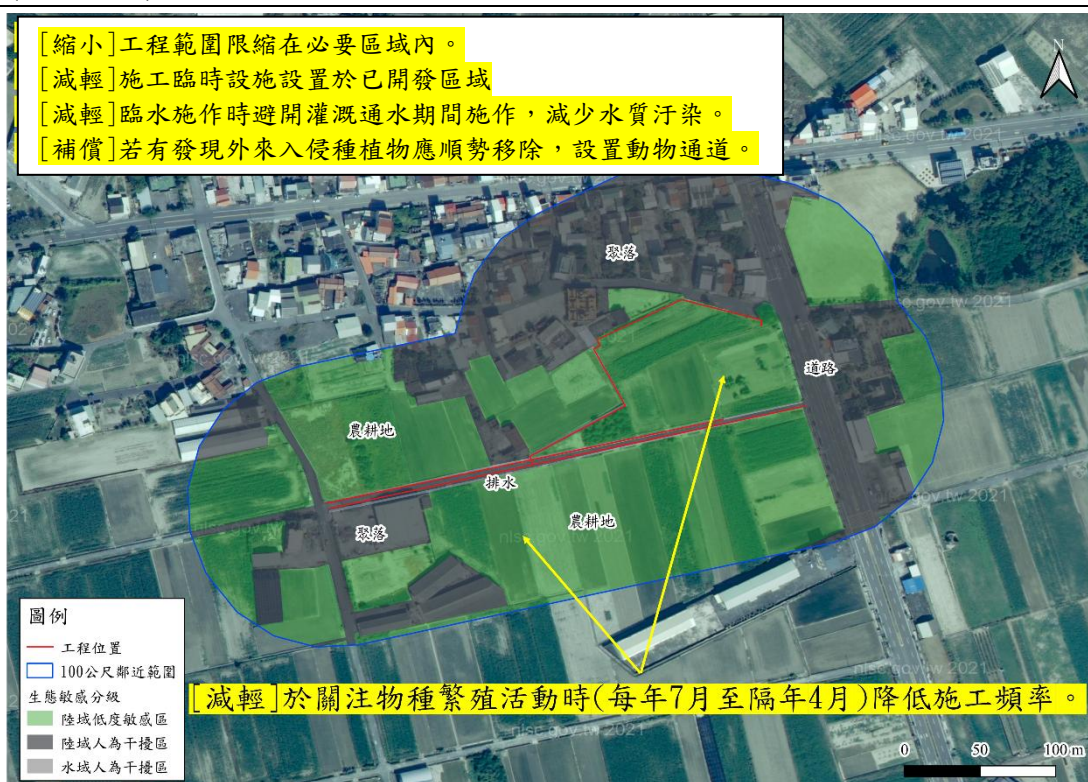 [縮小]工程範圍限縮在必要區域內。
[減輕]施工臨時設施設置於已開發區域
[減輕]臨水施作時避開灌溉通水期間施作，減少水質汙染。
[補償]若有發現外來入侵種植物應順勢移除，設置動物通道。
N
聚落
nlsc.gov.tw 2021
道路
農耕地
排水
農耕地
聚落
nlsc.gov.tw 2021
圖例
工程位置
100公尺鄰近範圍
生態敏感分級
陸域低度敏感區
陸域人為干擾區
水域人為干擾區
[減輕]於關注物種繁殖活動時(每年7月至隔年4月)降低施工頻率。
0 50 100 m